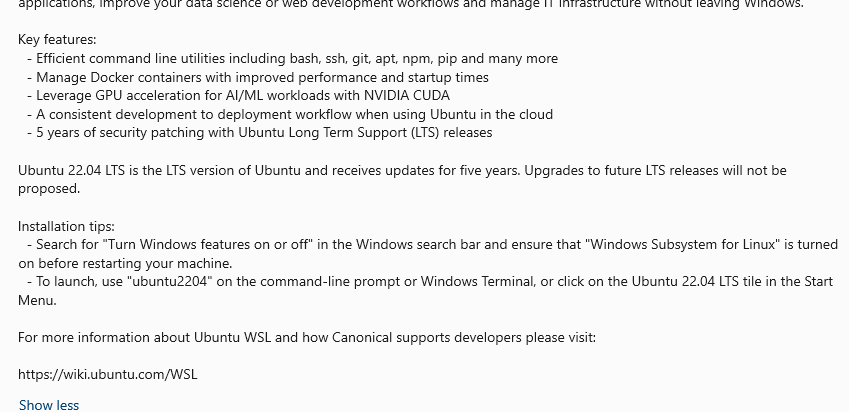 applications, improve your data science or web development workflows and manage IT infrastructure without leaving Windows.
Key features:
- Efficient command line utilities including bash, ssh, git, apt, npm, pip and many more
- Manage Docker containers with improved performance and startup times
- Leverage GPU acceleration for AI/ML workloads with NVIDIA CUDA
- A consistent development to deployment workflow when using Ubuntu in the cloud
- 5 years of security patching with Ubuntu Long Term Support (LTS) releases
Ubuntu 22.04 LTS is the LTS version of Ubuntu and receives updates for five years. Upgrades to future LTS releases will not be
proposed.
Installation tips:
- Search for "Turn Windows features on or off" in the Windows search bar and ensure that "Windows Subsystem for Linux" is turned
on before restarting your machine.
- To launch, use "ubuntu2204" on the command-line prompt or Windows Terminal, or click on the Ubuntu 22.04 LTS tile in the Start
Menu.
For more information about Ubuntu WSL and how Canonical supports developers please visit:
https://wiki.ubuntu.com/WSL
Show less